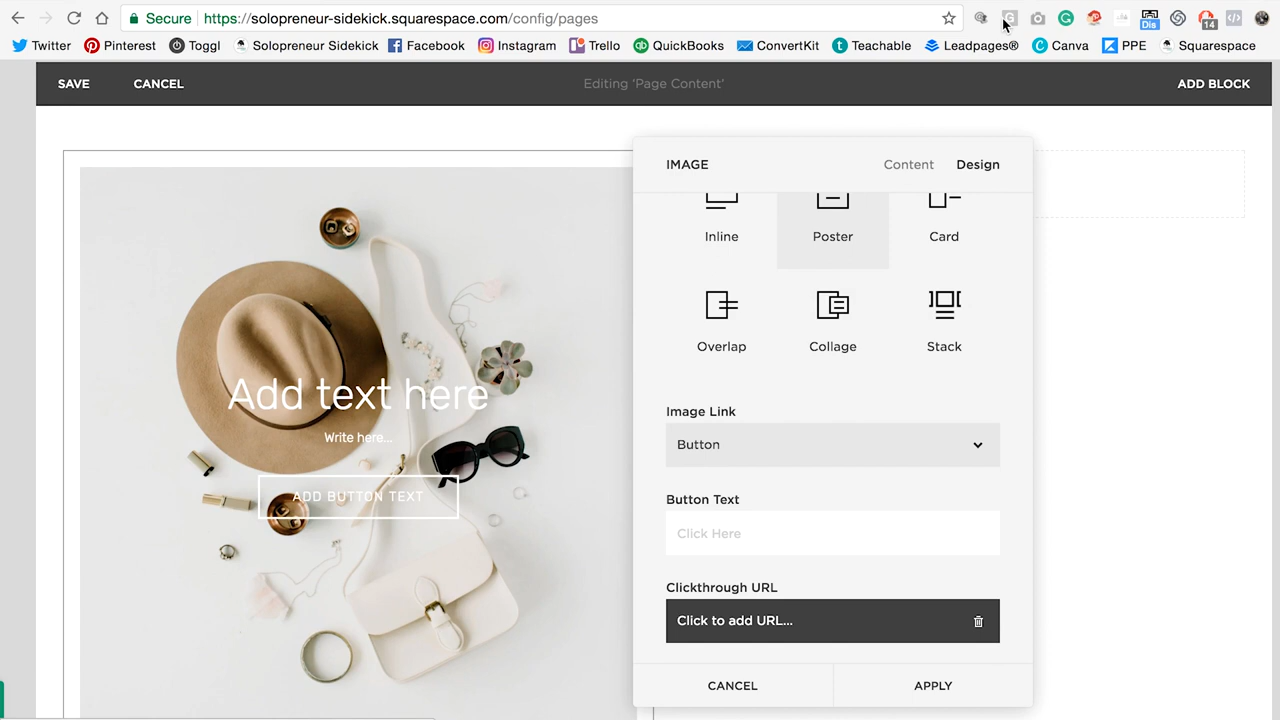 Secure https://solopreneur-sidekick.squarespace.com/config/pages
G Dis 14
Twitter Pinterest Toggl Solopreneur Sidekick Facebook Instagram Trello QuickBooks ConvertKit Teachable Leadpages® Canva PPE Squarespace
SAVE CANCEL Editing ‘Page Content’ ADD BLOCK
IMAGE Content Design
Inline Poster Card
Overlap Collage Stack
Add text here
Write here...
ADD BUTTON TEXT
Image Link
Button
Button Text
Click Here
Clickthrough URL
Click to add URL...
CANCEL APPLY